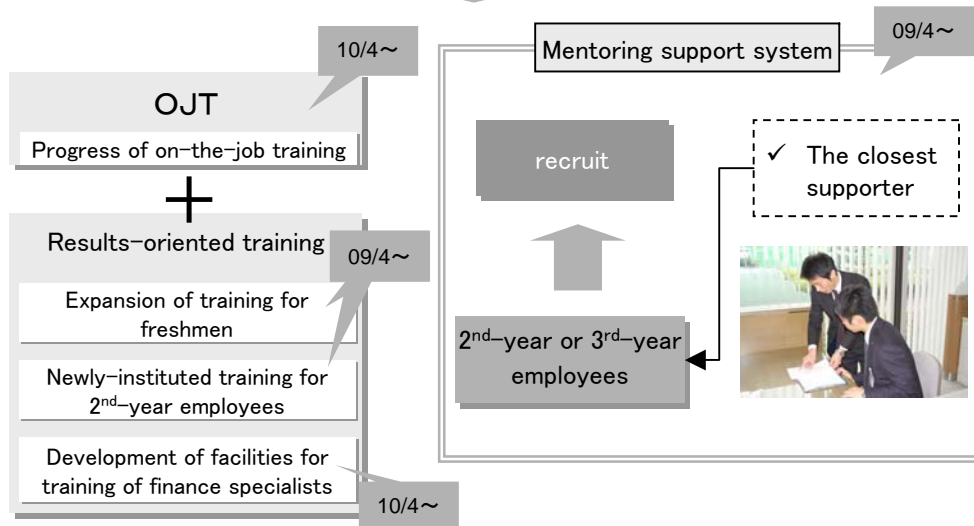 10/4～
OJT
Progress of on-the-job training
+
Results-oriented training
09/4～
Expansion of training for
freshmen
Newly-instituted training for
2nd-year employees
Development of facilities for
training of finance specialists
10/4～
Mentoring support system
09/4～
recruit
✓ The closest
supporter
2nd-year or 3rd-year
employees